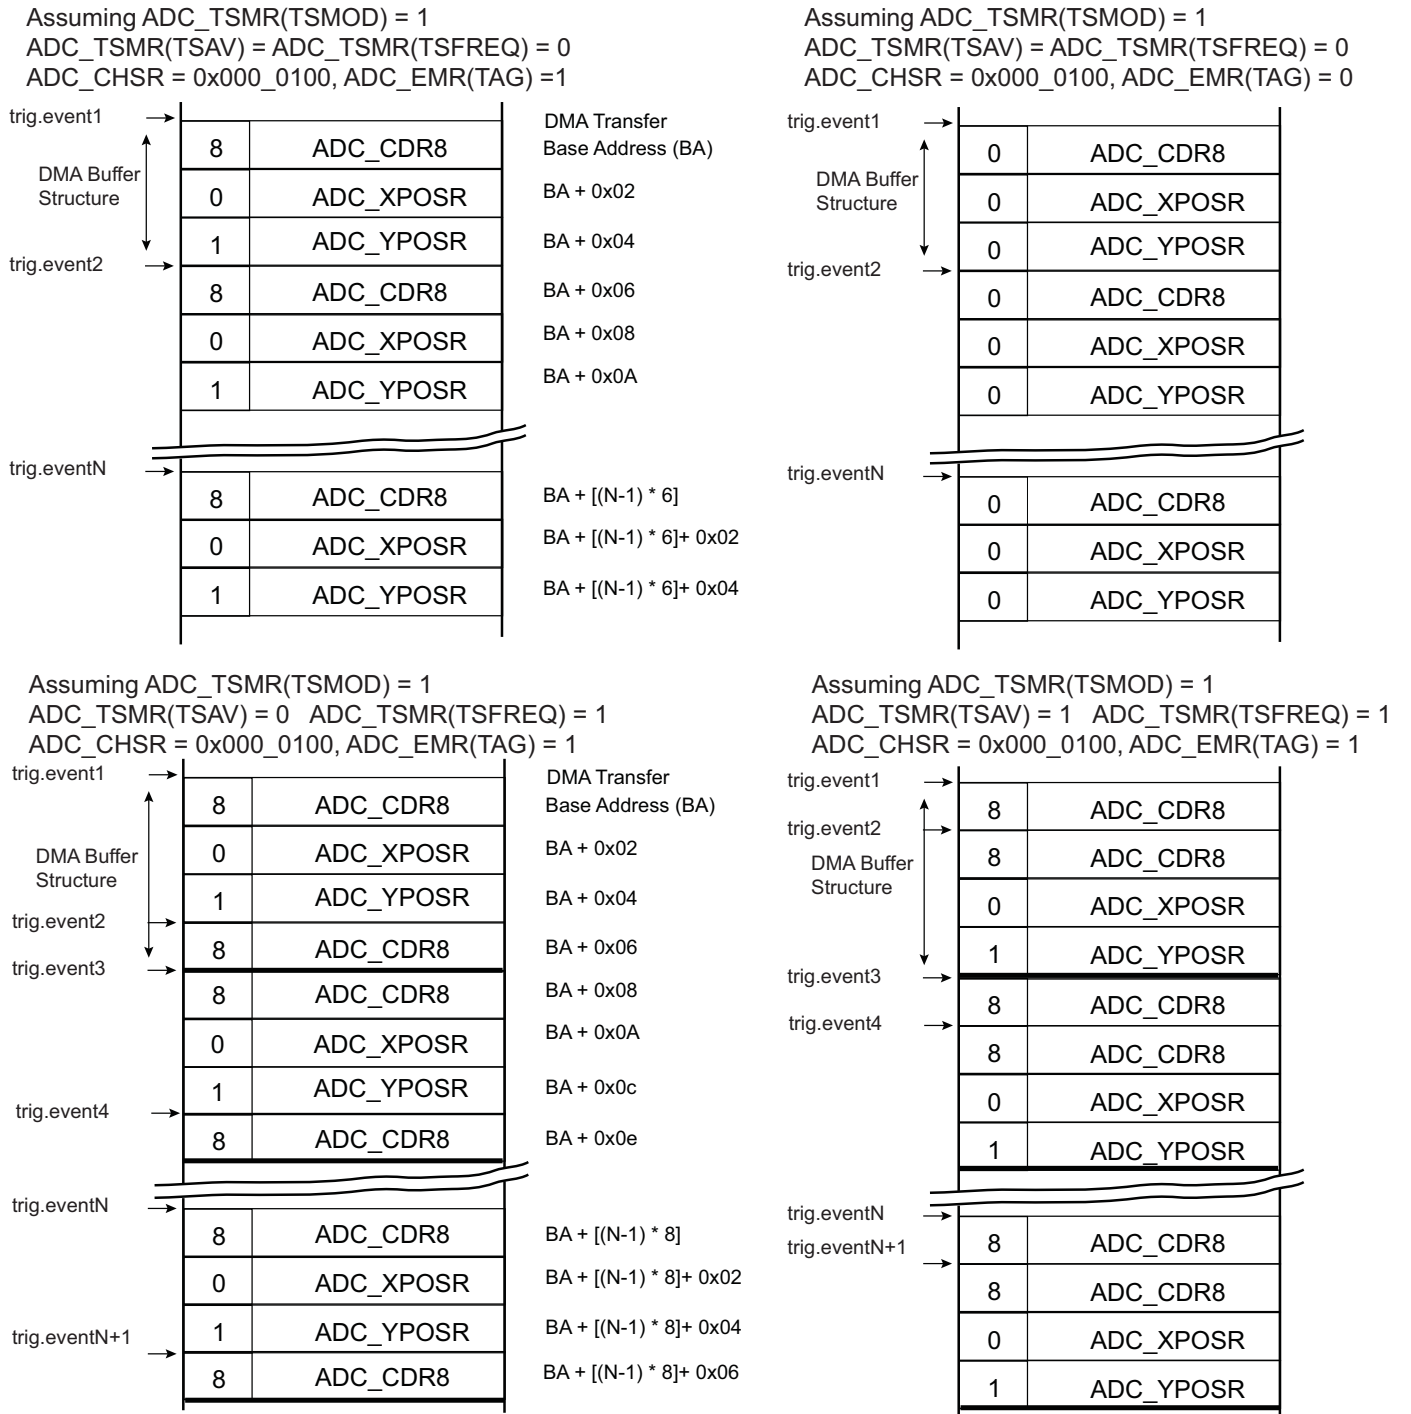 Assuming ADC_TSMR(TSMOD) = 1
ADC_TSMR(TSAV) = ADC_TSMR(TSFREQ) = 0
ADC_CHSR = 0x000_0100, ADC_EMR(TAG) =1
trig.event1
DMA Transfer
8 ADC_CDR8 Base Address (BA)
DMA Buffer
Structure
0 ADC_XPOSR BA + 0x02
1 ADC_YPOSR BA + 0x04
trig.event2
8 ADC_CDR8 BA + 0x06
0 ADC_XPOSR BA + 0x08
1 ADC_YPOSR BA + 0x0A
trig.eventN
8 ADC_CDR8 BA + [(N-1) * 6]
0 ADC_XPOSR BA + [(N-1) * 6]+ 0x02
1 ADC_YPOSR BA + [(N-1) * 6]+ 0x04
Assuming ADC_TSMR(TSMOD) = 1
ADC_TSMR(TSAV) = ADC_TSMR(TSFREQ) = 0
ADC_CHSR = 0x000_0100, ADC_EMR(TAG) = 0
trig.event1
0 ADC_CDR8
DMA Buffer
Structure
0 ADC_XPOSR
0 ADC_YPOSR
trig.event2
0 ADC_CDR8
0 ADC_XPOSR
0 ADC_YPOSR
trig.eventN
0 ADC_CDR8
0 ADC_XPOSR
0 ADC_YPOSR
Assuming ADC_TSMR(TSMOD) = 1
ADC_TSMR(TSAV) = 0 ADC_TSMR(TSFREQ) = 1
ADC_CHSR = 0x000_0100, ADC_EMR(TAG) = 1
trig.event1
DMA Transfer
8 ADC_CDR8 Base Address (BA)
DMA Buffer
Structure
0 ADC_XPOSR BA + 0x02
1 ADC_YPOSR BA + 0x04
trig.event2
8 ADC_CDR8 BA + 0x06
trig.event3
8 ADC_CDR8 BA + 0x08
0 ADC_XPOSR BA + 0x0A
1 ADC_YPOSR BA + 0x0c
trig.event4
8 ADC_CDR8 BA + 0x0e
trig.eventN
8 ADC_CDR8 BA + [(N-1) * 8]
0 ADC_XPOSR BA + [(N-1) * 8]+ 0x02
1 ADC_YPOSR BA + [(N-1) * 8]+ 0x04
trig.eventN+1
8 ADC_CDR8 BA + [(N-1) * 8]+ 0x06
Assuming ADC_TSMR(TSMOD) = 1
ADC_TSMR(TSAV) = 1 ADC_TSMR(TSFREQ) = 1
ADC_CHSR = 0x000_0100, ADC_EMR(TAG) = 1
trig.event1
8 ADC_CDR8
trig.event2
DMA Buffer
Structure
8 ADC_CDR8
0 ADC_XPOSR
1 ADC_YPOSR
trig.event3
8 ADC_CDR8
trig.event4
8 ADC_CDR8
0 ADC_XPOSR
1 ADC_YPOSR
trig.eventN
8 ADC_CDR8
trig.eventN+1
8 ADC_CDR8
0 ADC_XPOSR
1 ADC_YPOSR